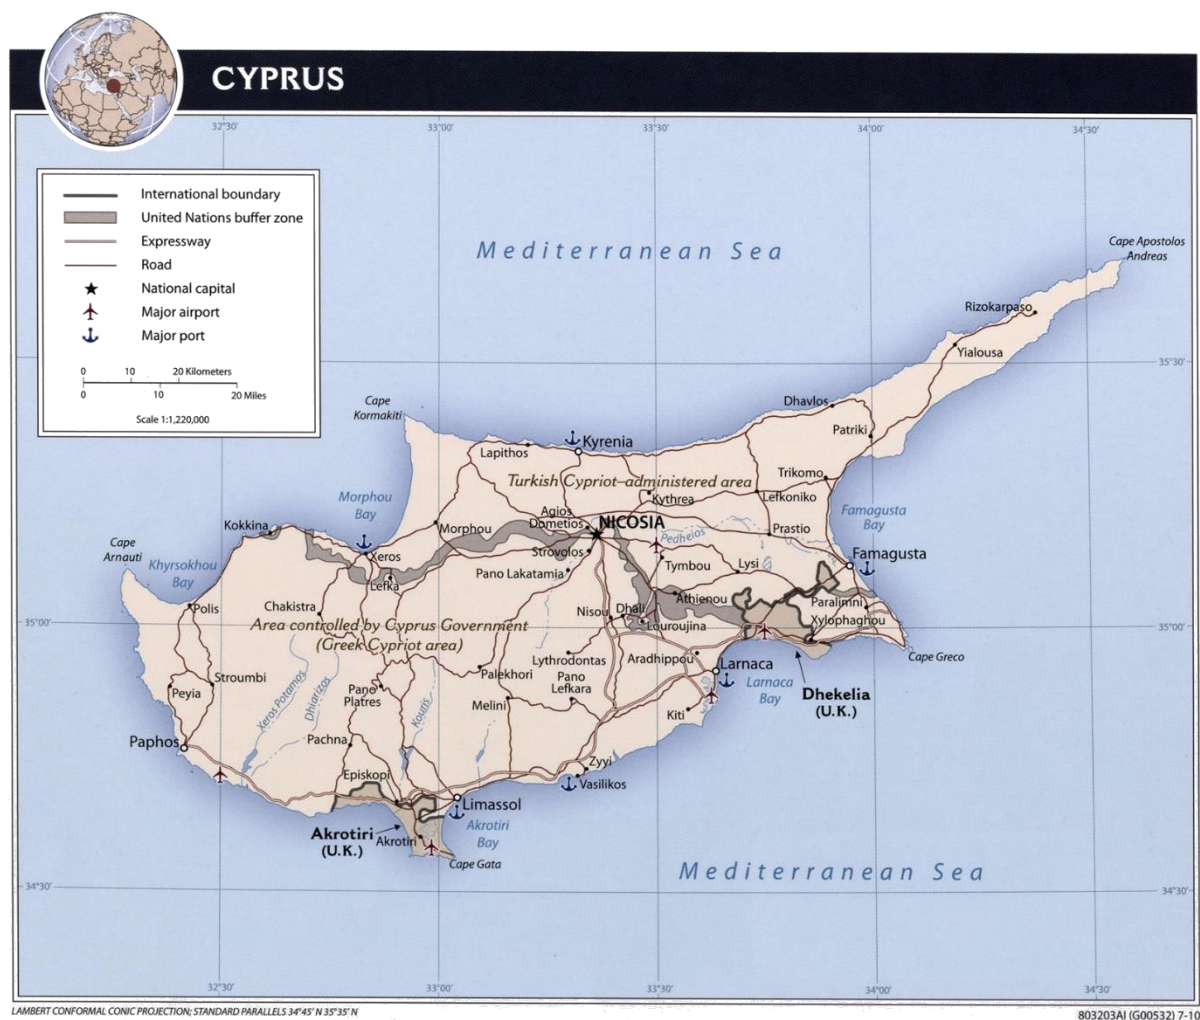 CYPRUS
32°30'
33°00'
33°30'
34°00'
34°30'
International boundary
United Nations buffer zone
Expressway
Road
National capital
Major airport
Major port
0 10 20 Kilometers
0 10 20 Miles
Scale 1:1,220,000
Mediterranean Sea
Cape Apostolos
Andreas
Rizokarpaso
Yialousa
35°30'
Cape
Kormakiti
Dhavlos
Patriki
Kyrenia
Lapithos
Turkish Cypriot–administered area
Trikomo
Kythrea
Lefkoniko
Morphou
Bay
Famagusta
Bay
Agios
Dometios
NICOSIA
Kokkina
Morphou
Pedheios
Prastio
Cape
Arnauti
Khyrsokhou
Bay
Xeros
Strovolos
Famagusta
Lefka
Pano Lakatamia
Tymbou
Lysi
Polis
Chakistra
Athienou
Paralimni
35°00'
Nisou
Dhali
Louroujina
Xylophaghou
35°00'
Area controlled by Cyprus Government
(Greek Cypriot area)
Cape Greco
Lythrodontas
Aradhippou
Larnaca
Stroumbi
Palekhori
Pano
Lefkara
Larnaca
Bay
Dhekelia
(U.K.)
Peyia
Xeros Potamos
Dhiarizos
Pano
Platres
Kouris
Melini
Kiti
Paphos
Pachna
Zyyi
Episkopi
Vasilikos
Limassol
Akrotiri
(U.K.)
Akrotiri
Akrotiri
Bay
Cape Gata
Mediterranean Sea
34°30'
34°30'
32°30'
33°00'
33°30'
34°00'
34°30'
LAMBERT CONFORMAL CONIC PROJECTION; STANDARD PARALLELS 34°45' N 35°35' N
803203AI (G00532) 7-10